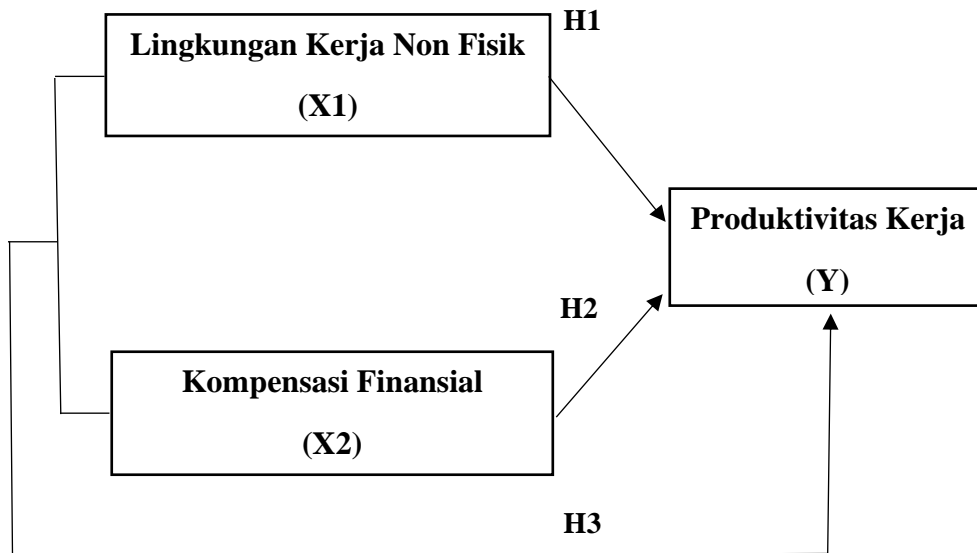 H1
Lingkungan Kerja Non Fisik
(X1)
Produktivitas Kerja
(Y)
H2
Kompensasi Finansial
(X2)
H3